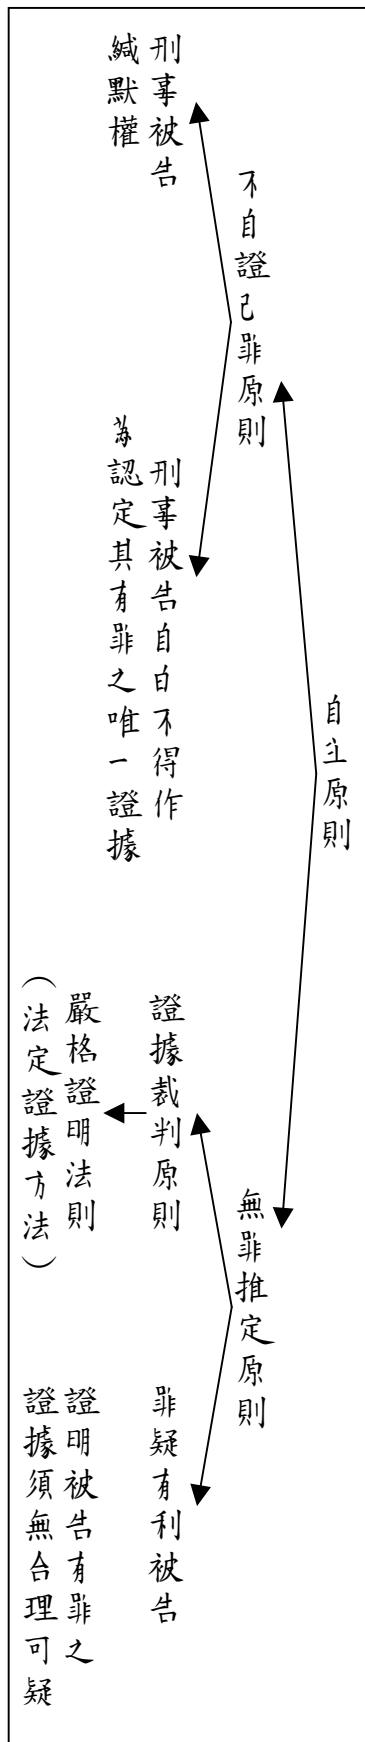 自主原則
不自證己罪原則
無罪推定原則
刑事被告
緘默權
刑事被告自白不得作
為認定其有罪之唯一證據
證據裁判原則
嚴格證明法則
（法定證據方法）
罪疑有利被告
證明被告有罪之
證據須無合理可疑